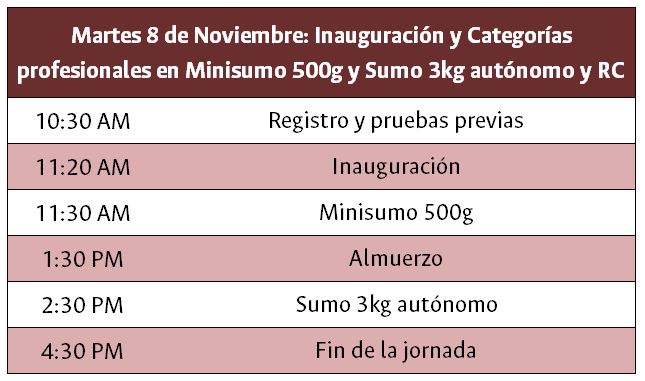 Martes 8 de Noviembre: Inauguración y Categorías
profesionales en Minisumo 500g y Sumo 3kg autónomo y RC
10:30 AM Registro y pruebas previas
11:20 AM Inauguración
11:30 AM Minisumo 500g
1:30 PM Almuerzo
2:30 PM Sumo 3kg autónomo
4:30 PM Fin de la jornada